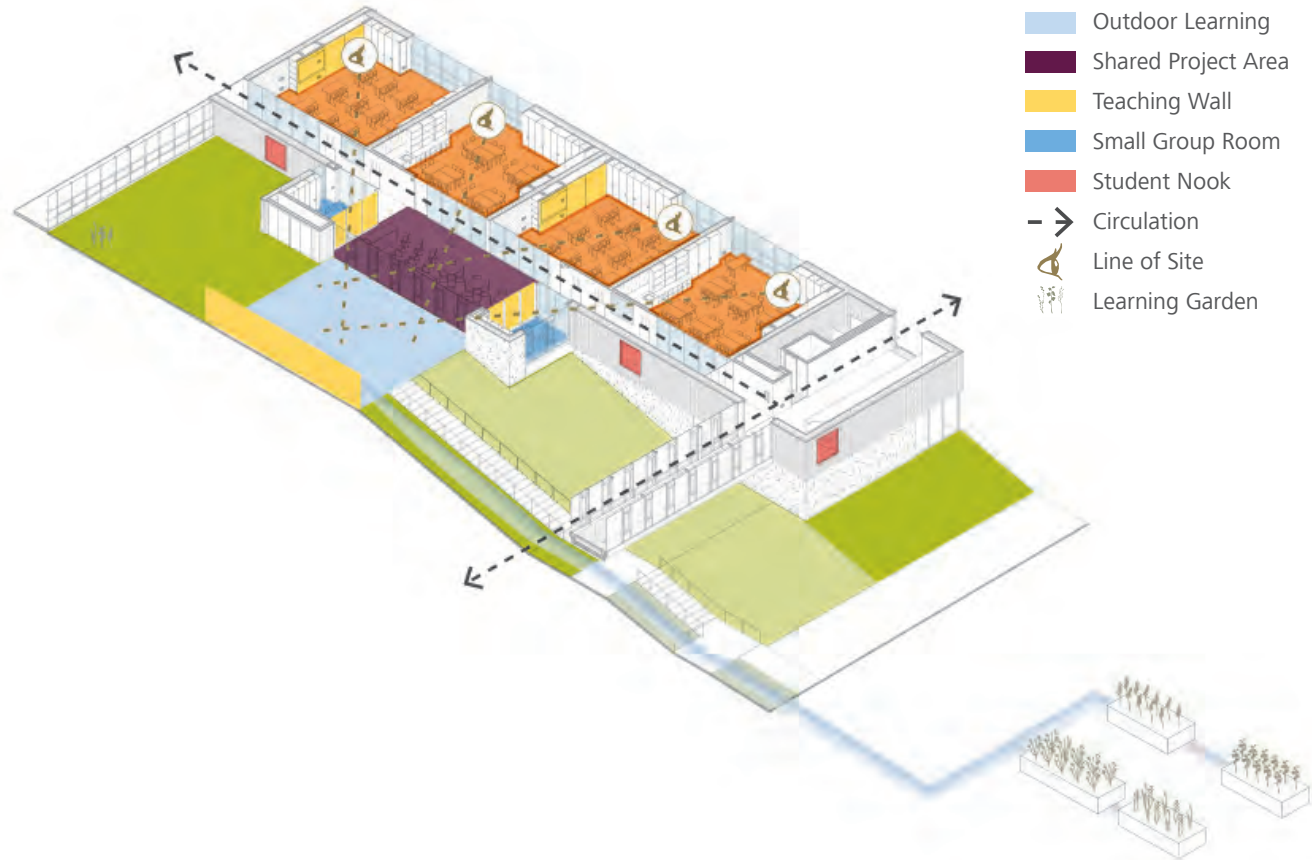 Outdoor Learning
Shared Project Area
Teaching Wall
Small Group Room
Student Nook
Circulation
Line of Site
Learning Garden